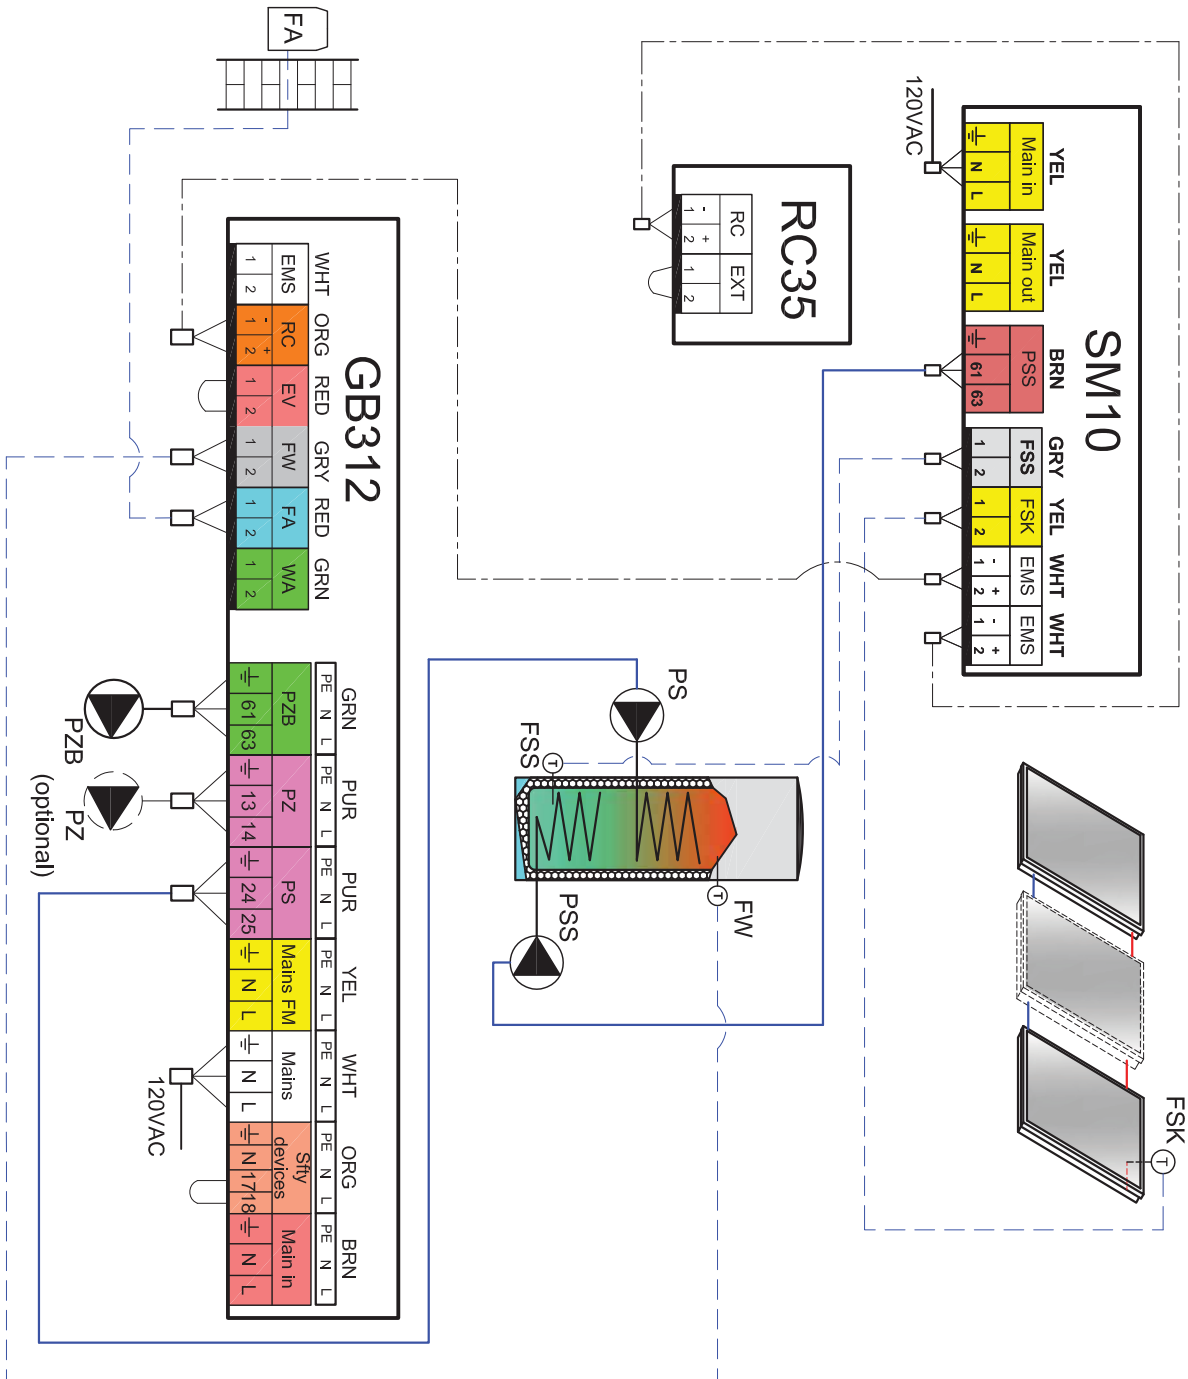 SM10
YEL YEL BRN GRY YEL WHT WHT
Main in Main out PSS FSS FSK EMS EMS
- + - +
⏚ N L ⏚ N L ⏚ 61 63 1 2 1 2 1 2 1 2
120VAC
FSK
T
RC35
RC EXT
- +
1 2 1 2
FW
T
PS
PSS
FSS
T
GB312
WHT ORG RED GRY RED GRN
EMS RC EV FW FA WA
- +
1 2 1 2 1 2 1 2 1 2 1 2
GRN PUR PUR YEL WHT ORG BRN
PE N L PE N L PE N L PE N L PE N L PE N L PE N L
PZB PZ PS Mains FM Mains Sfty devices Main in
⏚ 61 63 ⏚ 13 14 ⏚ 24 25 ⏚ N L ⏚ N L ⏚ N 17 18 ⏚ N L
FA
120VAC
PZB
PZ
(optional)